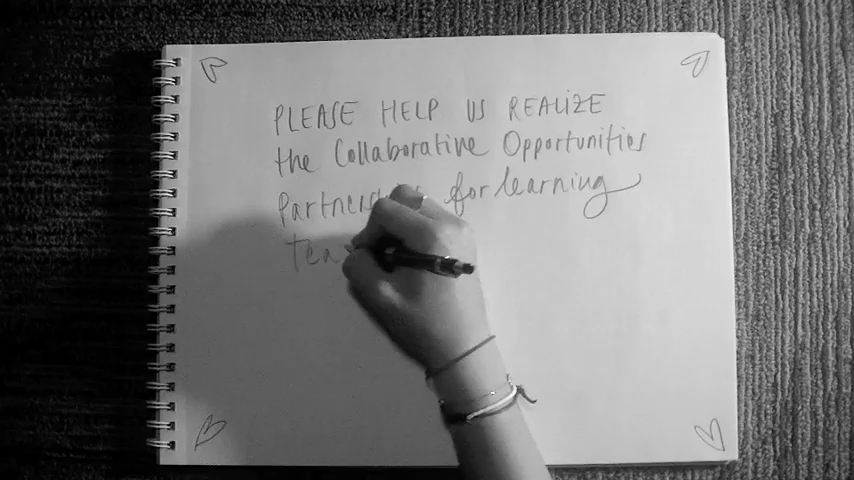 PLEASE HELP US REALIZE
the Collaborative Opportunities
for learning